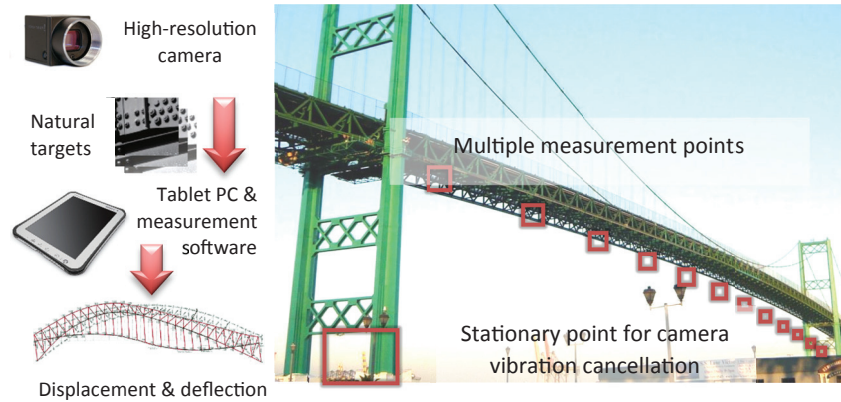 High-resolution
camera
Natural
targets
Tablet PC &
measurement
software
Displacement & deflection
Multiple measurement points
Stationary point for camera
vibration cancellation